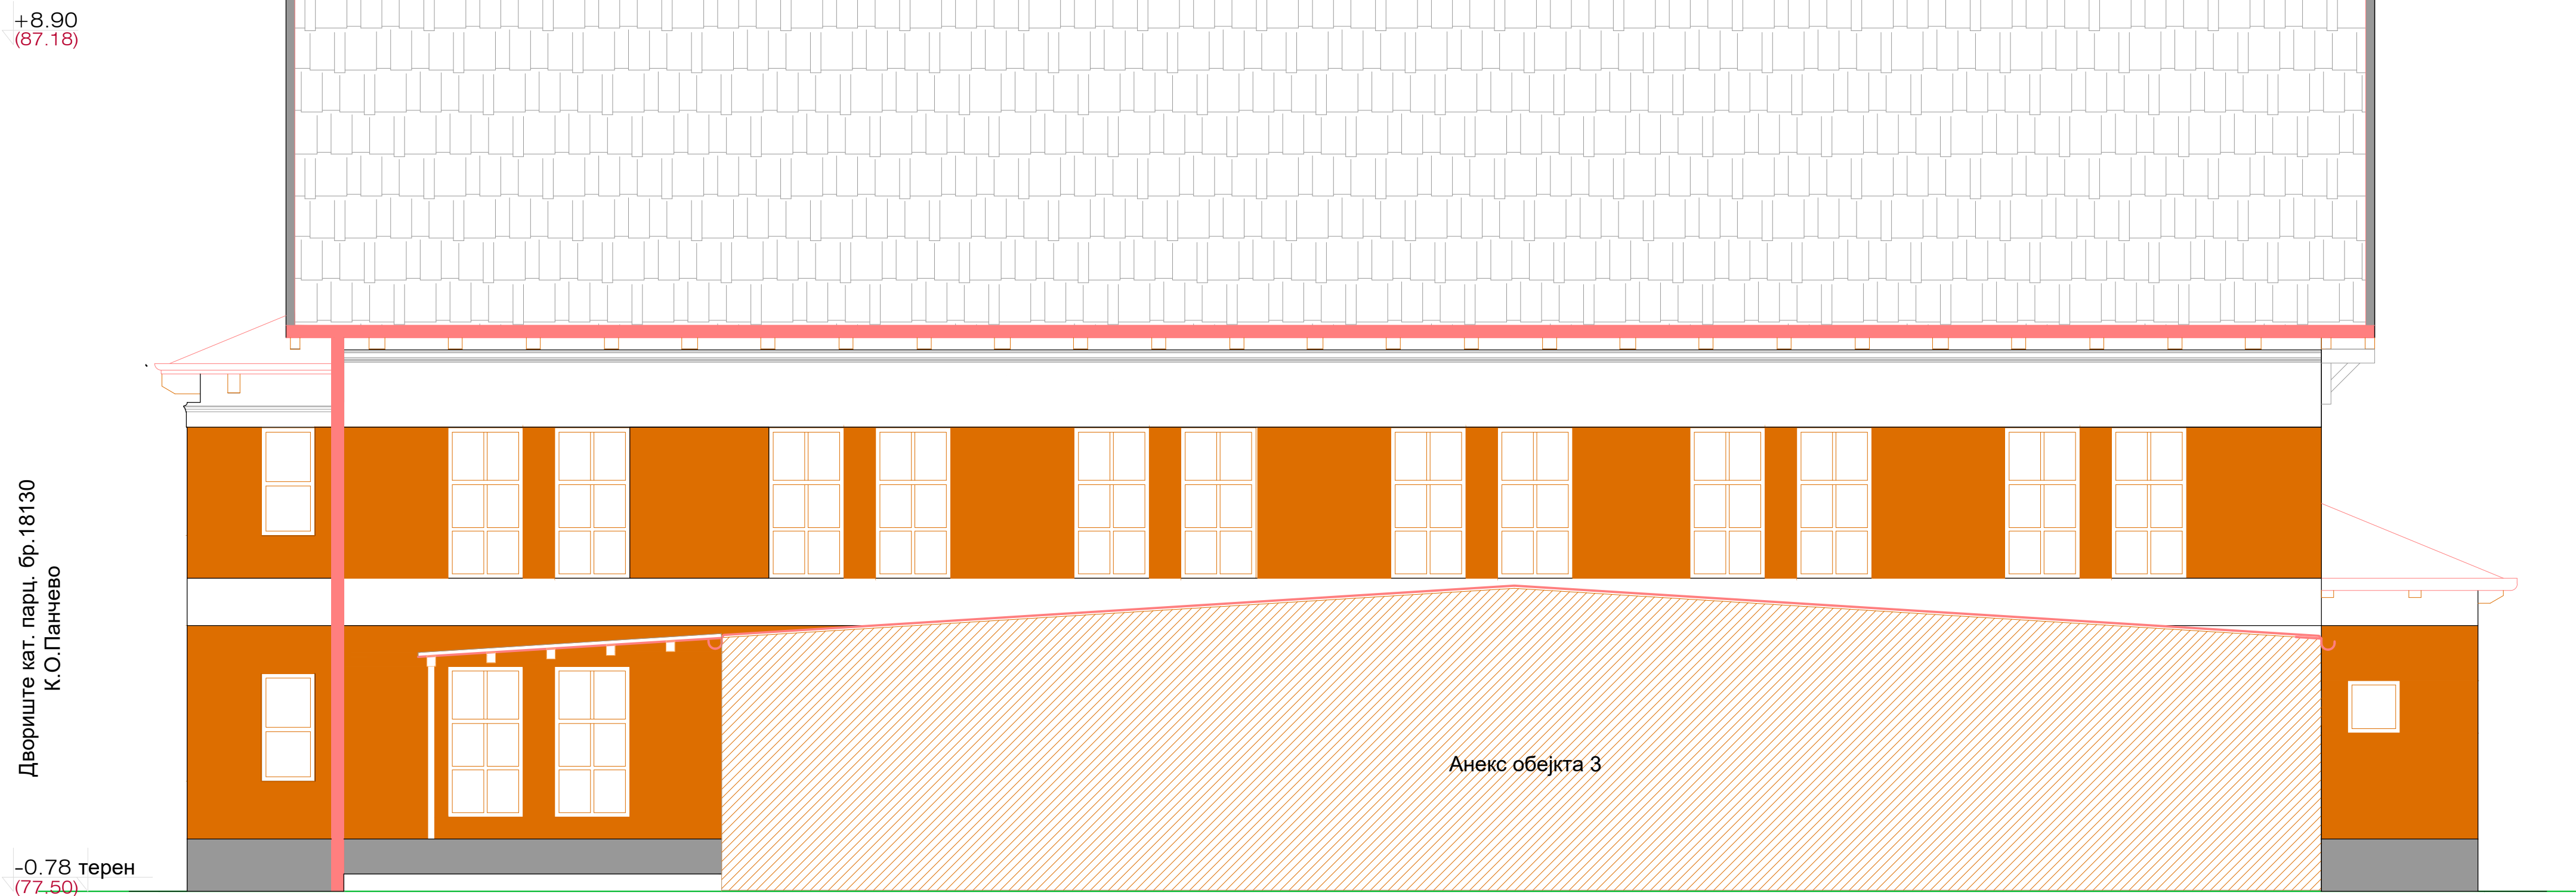 +8.90
(87.18)
Двориште кат. парц. бр.18130
К.О.Панчево
Анекс обејкта 3
-0.78 терен
(77.50)